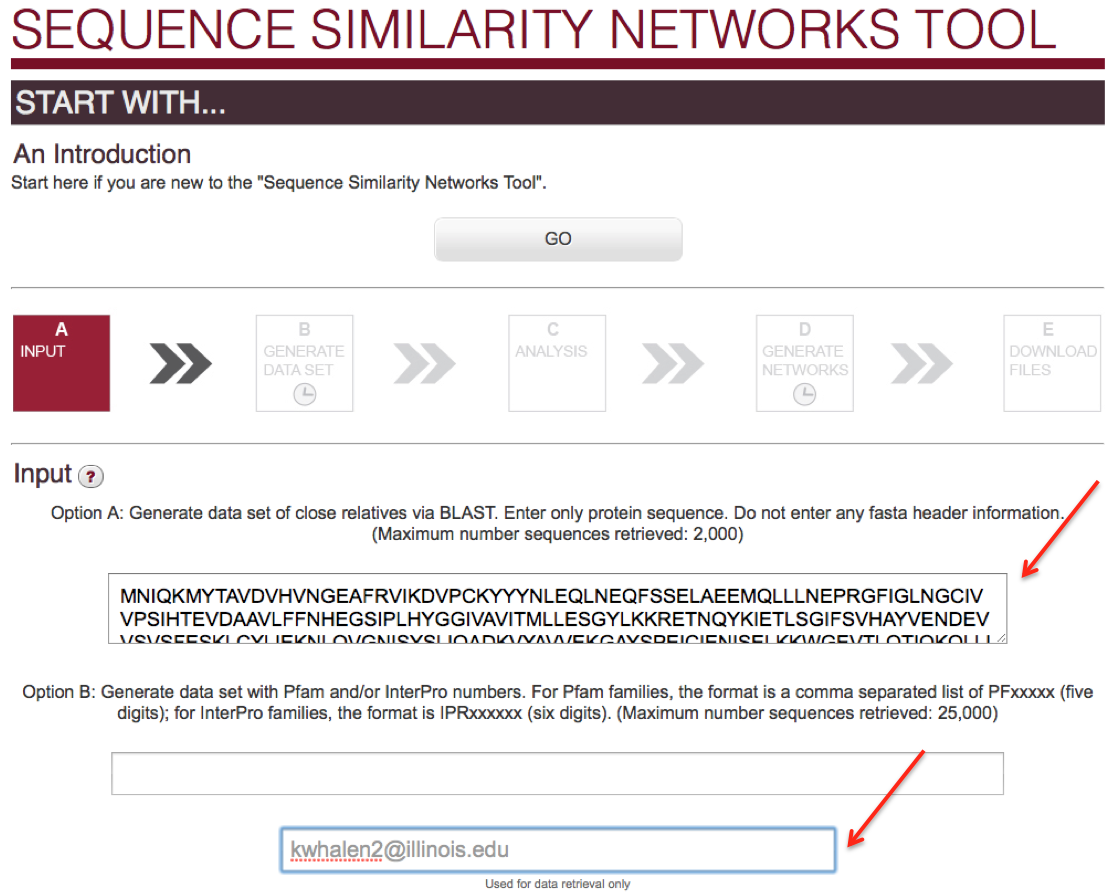 SEQUENCE SIMILARITY NETWORKS TOOL
START WITH...
An Introduction
Start here if you are new to the "Sequence Similarity Networks Tool".
GO
A
INPUT
B
GENERATE
DATA SET
C
ANALYSIS
D
GENERATE
NETWORKS
E
DOWNLOAD
FILES
Input ?
Option A: Generate data set of close relatives via BLAST. Enter only protein sequence. Do not enter any fasta header information.
(Maximum number sequences retrieved: 2,000)
MNIQKMYTAVDVHVNGEAFRVIKDVPCKYYYNLEQLNEQFSSELAEEMQLLLNEPRGFIGLNGCIV
VPSIHTEVDAAVLFFNHEGSIPLHYGGIVAVITMLLESGYLKKRETNQYKIETLSGIFSVHAYVENDEV
Option B: Generate data set with Pfam and/or InterPro numbers. For Pfam families, the format is a comma separated list of PFxxxxx (five
digits); for InterPro families, the format is IPRxxxxxx (six digits). (Maximum number sequences retrieved: 25,000)
kwhalen2@illinois.edu
Used for data retrieval only